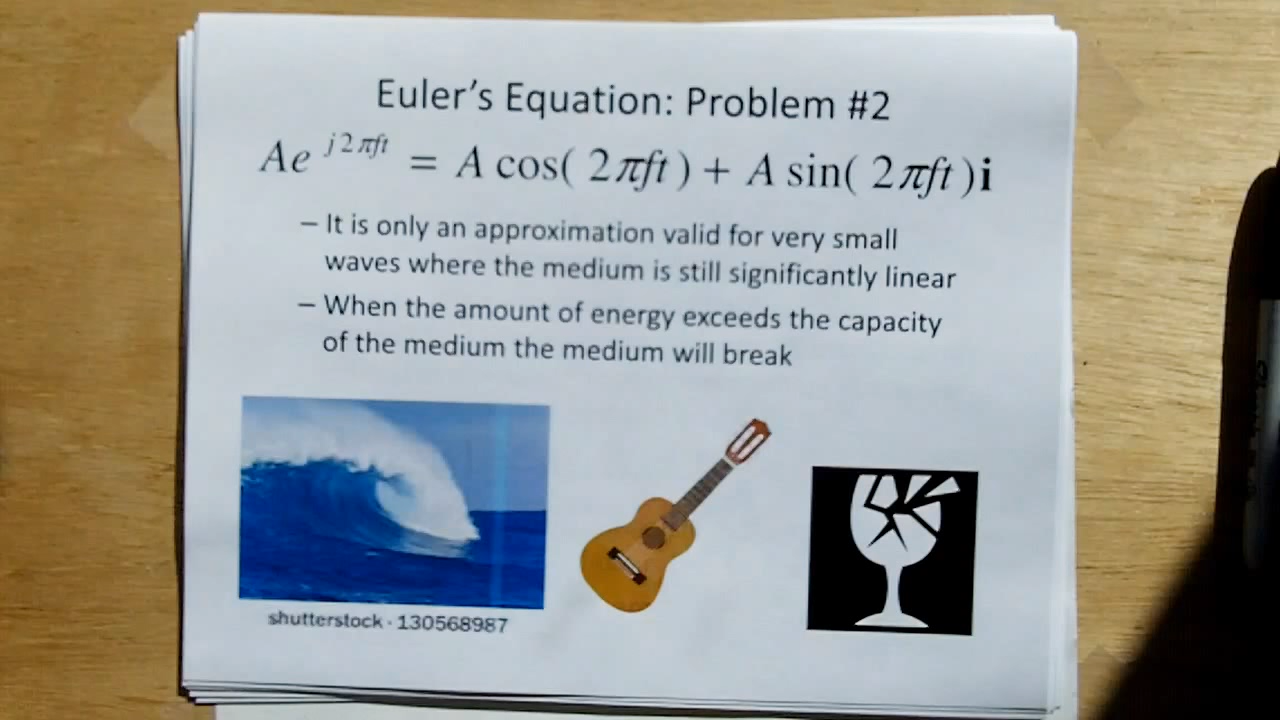 Euler's Equation: Problem #2
Ae^{j2πft} = A cos( 2πft ) + A sin( 2πft )i
– It is only an approximation valid for very small
waves where the medium is still significantly linear
– When the amount of energy exceeds the capacity
of the medium the medium will break
shutterstock · 130568987